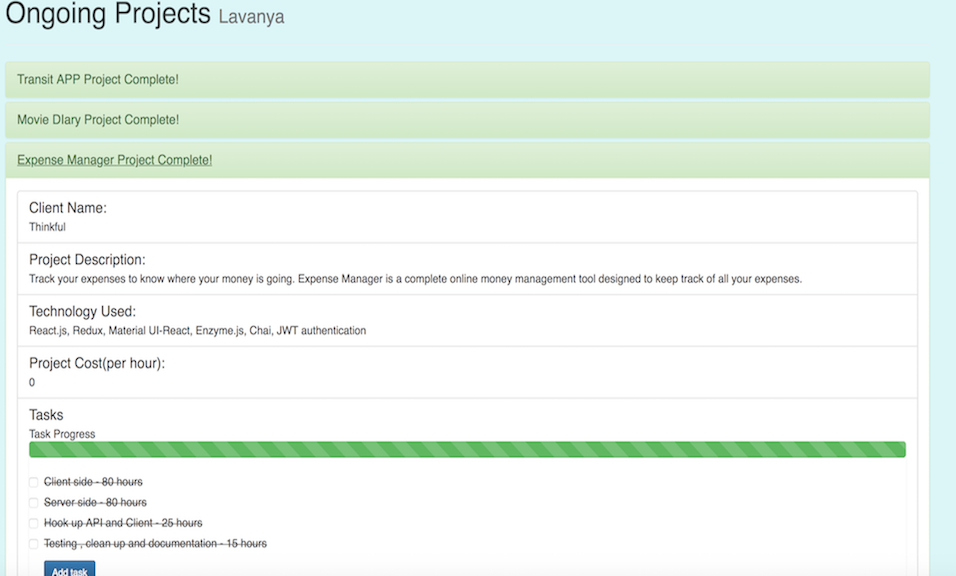 Ongoing Projects Lavanya
Transit APP Project Complete!
Movie DIary Project Complete!
Expense Manager Project Complete!
Client Name:
Thinkful
Project Description:
Track your expenses to know where your money is going. Expense Manager is a complete online money management tool designed to keep track of all your expenses.
Technology Used:
React.js, Redux, Material UI-React, Enzyme.js, Chai, JWT authentication
Project Cost(per hour):
0
Tasks
Task Progress
Client side - 80 hours
Server side - 80 hours
Hook up API and Client - 25 hours
Testing , clean up and documentation - 15 hours
Add task